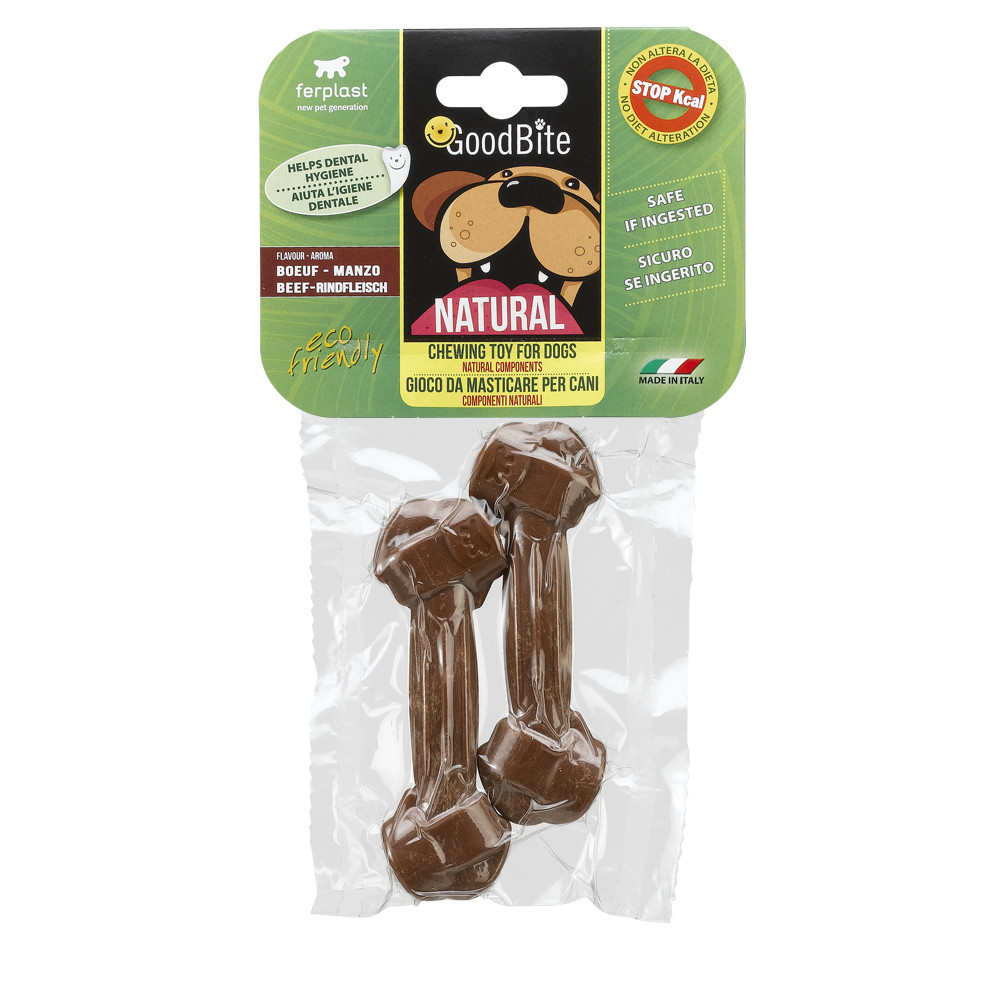 ferplast
new pet generation
NON ALTERA LA DIETA
STOP Kcal
NO DIET ALTERATION
GoodBite
HELPS DENTAL
HYGIENE
AIUTA L'IGIENE
DENTALE
SAFE
IF INGESTED
SICURO
SE INGERITO
FLAVOUR - AROMA
BOEUF - MANZO
BEEF-RINDFLEISCH
eco
friendly
NATURAL
CHEWING TOY FOR DOGS
NATURAL COMPONENTS
GIOCO DA MASTICARE PER CANI
COMPONENTI NATURALI
MADE IN ITALY